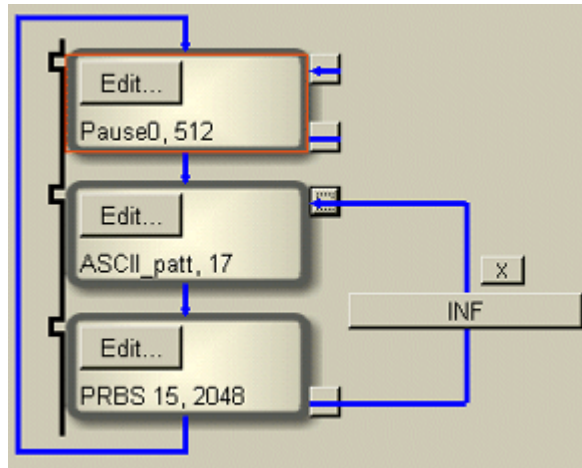 Edit...
Pause0, 512
Edit...
ASCII_patt, 17
X
INF
Edit...
PRBS 15, 2048